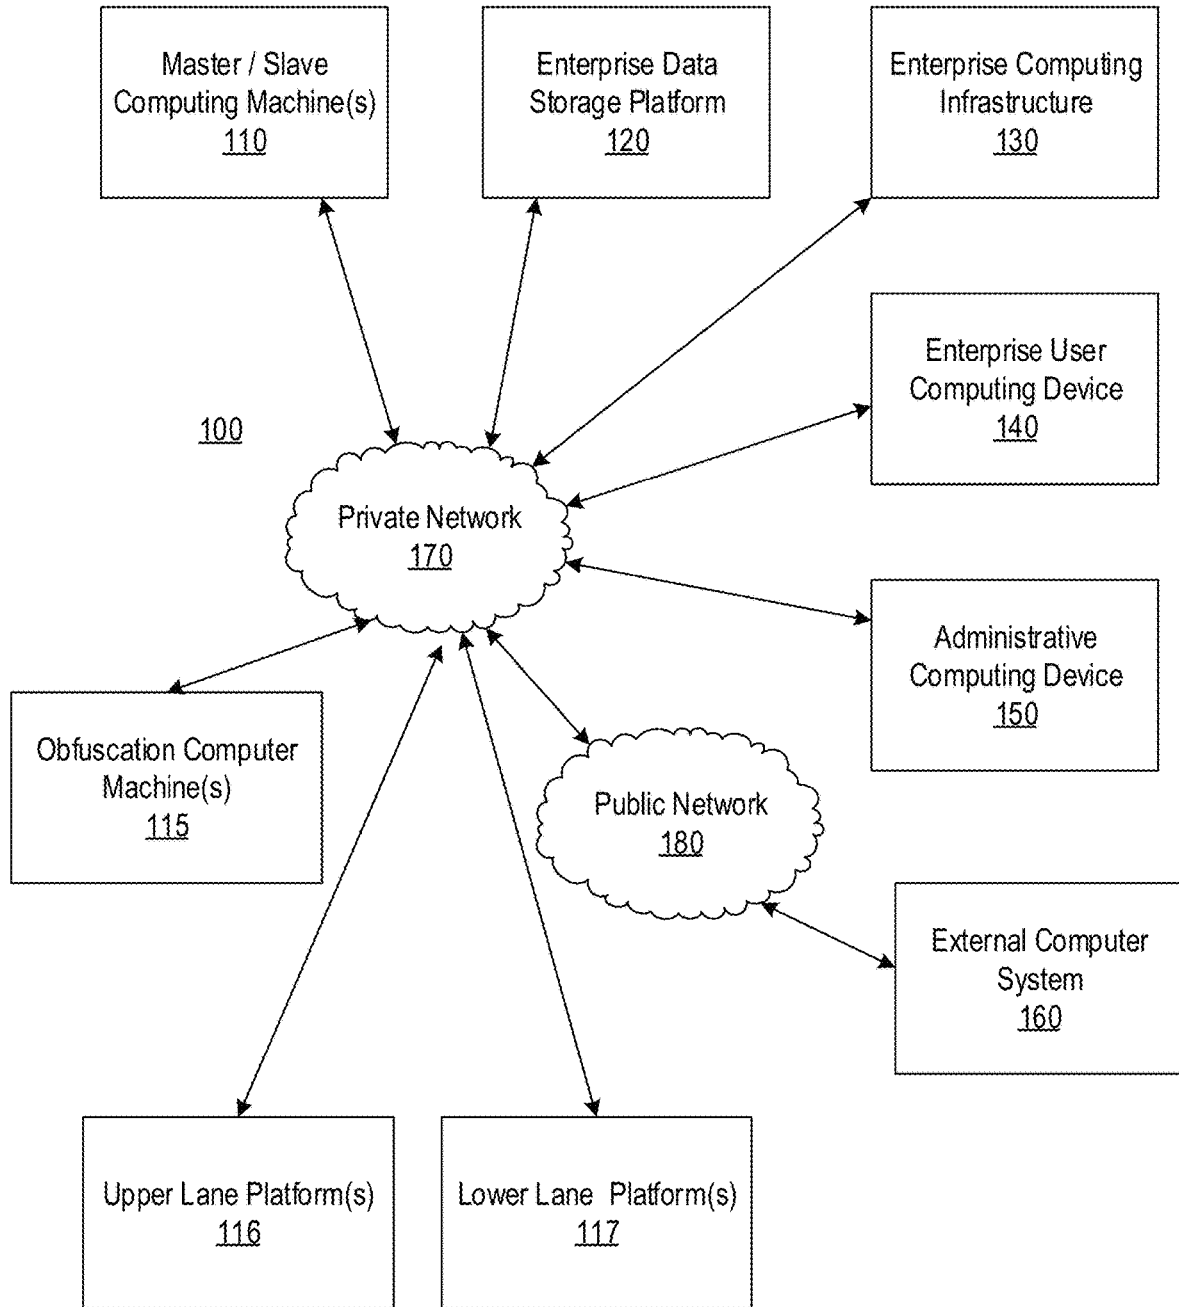 Master / Slave
Computing Machine(s)
110
Enterprise Data
Storage Platform
120
Enterprise Computing
Infrastructure
130
Enterprise User
Computing Device
140
100
Private Network
170
Administrative
Computing Device
150
Obfuscation Computer
Machine(s)
115
Public Network
180
External Computer
System
160
Upper Lane Platform(s)
116
Lower Lane Platform(s)
117